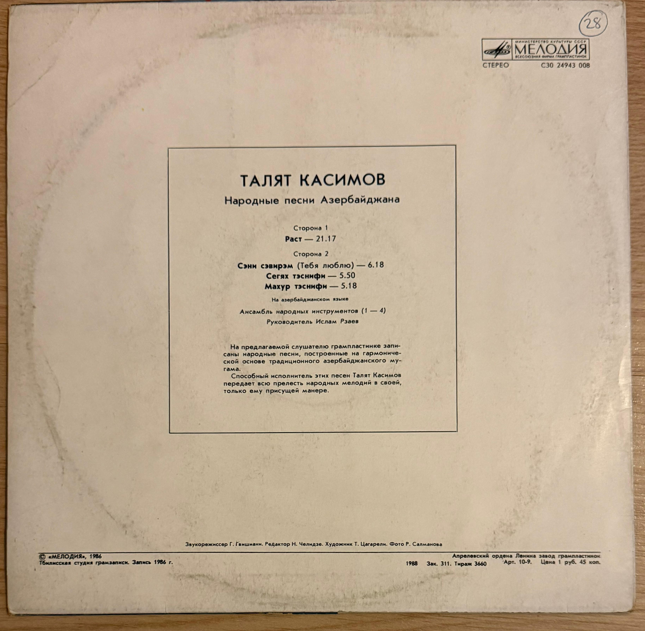 28
МИНИСТЕРСТВО КУЛЬТУРЫ СССР
МЕЛОДИЯ
ВСЕСОЮЗНАЯ ФИРМА ГРАМПЛАСТИНОК
СТЕРЕО С30 24943 008
ТАЛЯТ КАСИМОВ
Народные песни Азербайджана
Сторона 1
Раст — 21.17
Сторона 2
Сэни сэвирэм (Тебя люблю) — 6.18
Сегях тэснифи — 5.50
Махур тэснифи — 5.18
На азербайджанском языке
Ансамбль народных инструментов (1 — 4)
Руководитель Ислам Рзаев
На предлагаемой слушателю грампластинке запи-
саны народные песни, построенные на гармониче-
ской основе традиционного азербайджанского му-
гама.
Способный исполнитель этих песен Талят Касимов
передает всю прелесть народных мелодий в своей,
только ему присущей манере.
Звукорежиссер Г. Гвишиани. Редактор Н. Челидзе. Художник Т. Цагарели. Фото Р. Салманова
© «МЕЛОДИЯ», 1986 Апрелевский ордена Ленина завод грампластинок
Тбилисская студия грамзаписи. Запись 1986 г. 1988 Зак. 311. Тираж 3660 Арт. 10-9. Цена 1 руб. 45 коп.